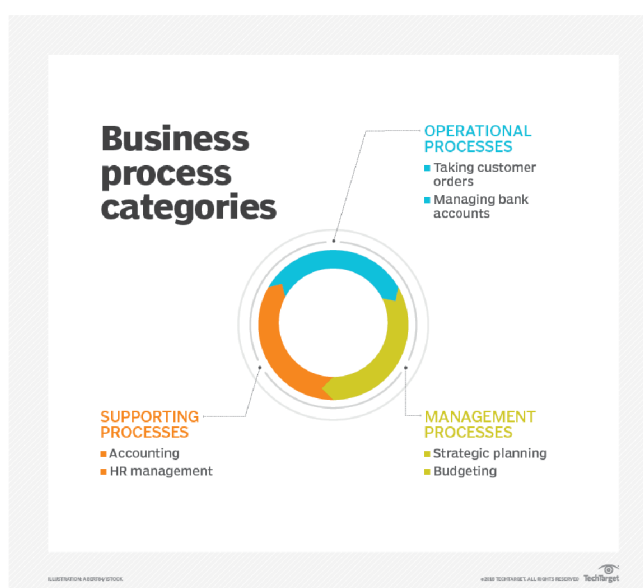 Business
process
categories
OPERATIONAL
PROCESSES
Taking customer
orders
Managing bank
accounts
SUPPORTING
PROCESSES
Accounting
HR management
MANAGEMENT
PROCESSES
Strategic planning
Budgeting
TechTarget